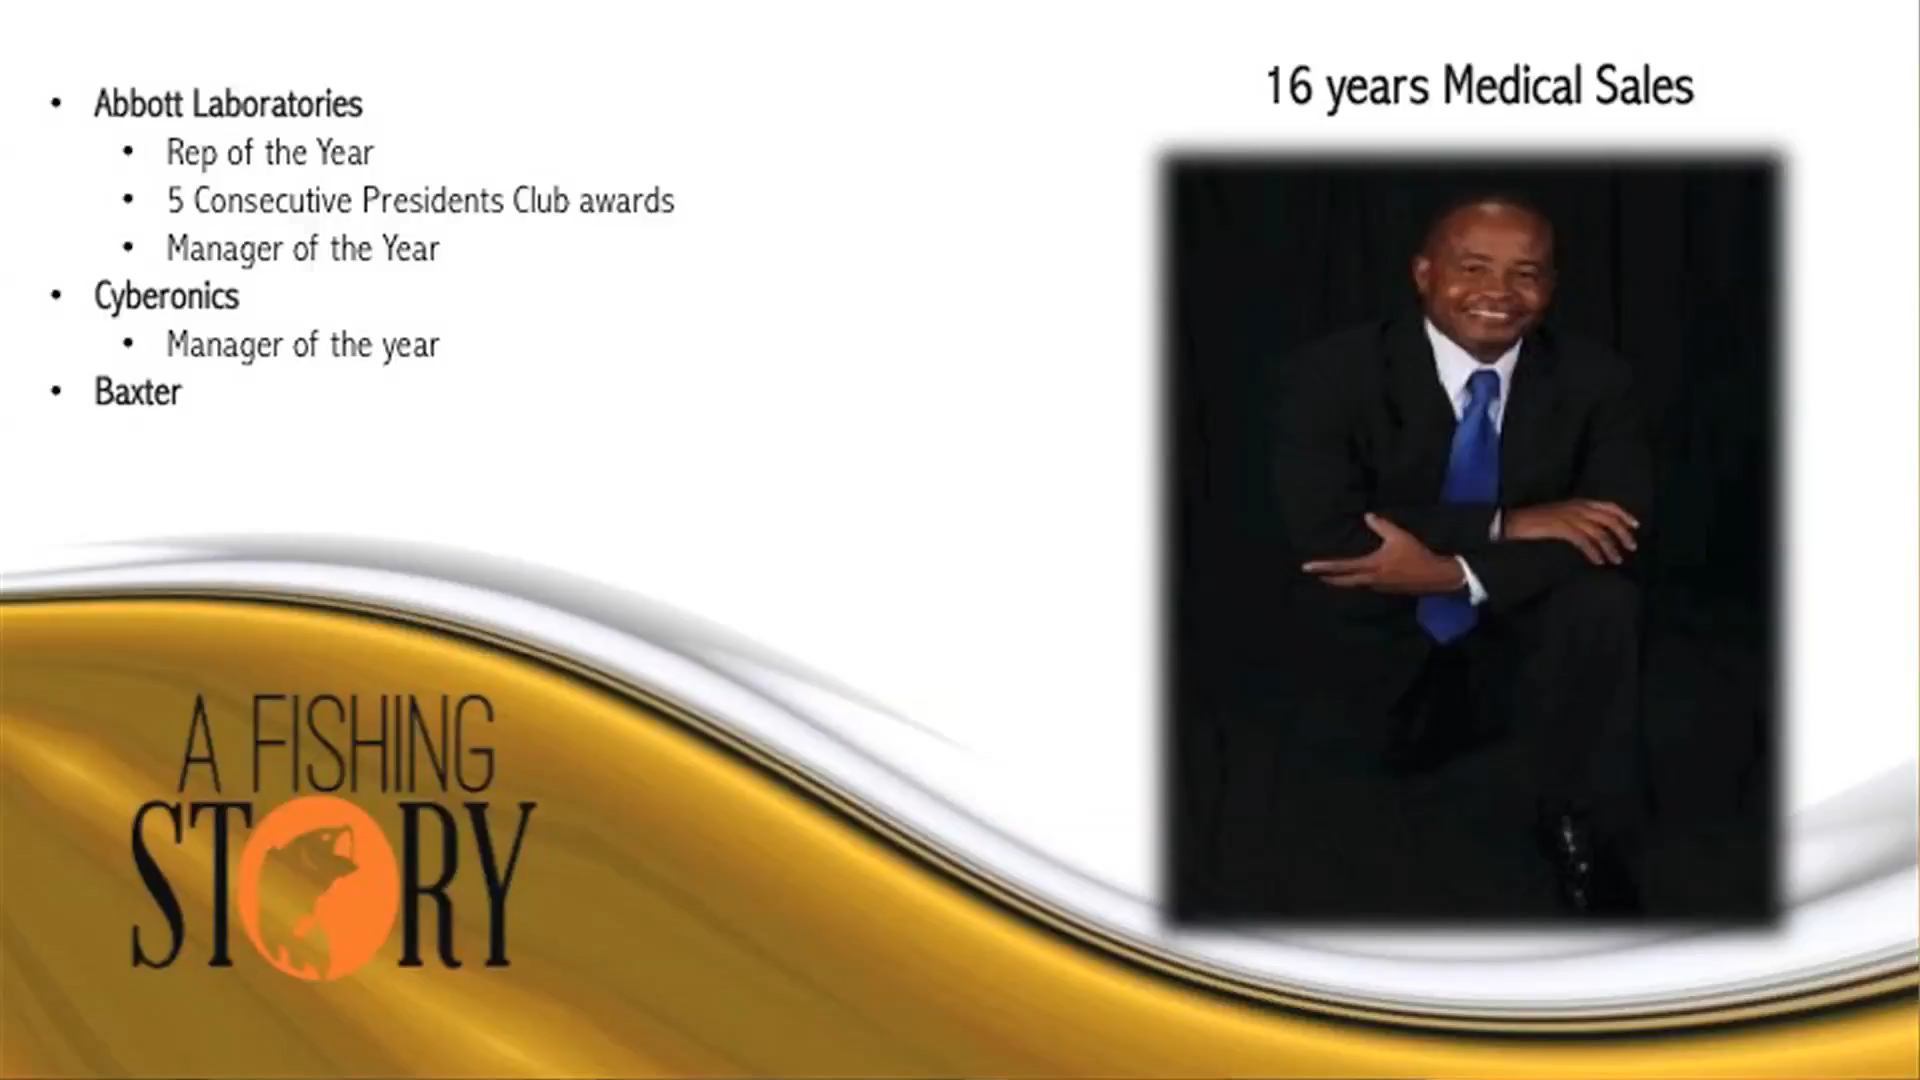 16 years Medical Sales
• Abbott Laboratories
• Rep of the Year
• 5 Consecutive Presidents Club awards
• Manager of the Year
• Cyberonics
• Manager of the year
• Baxter
A FISHING
STORY